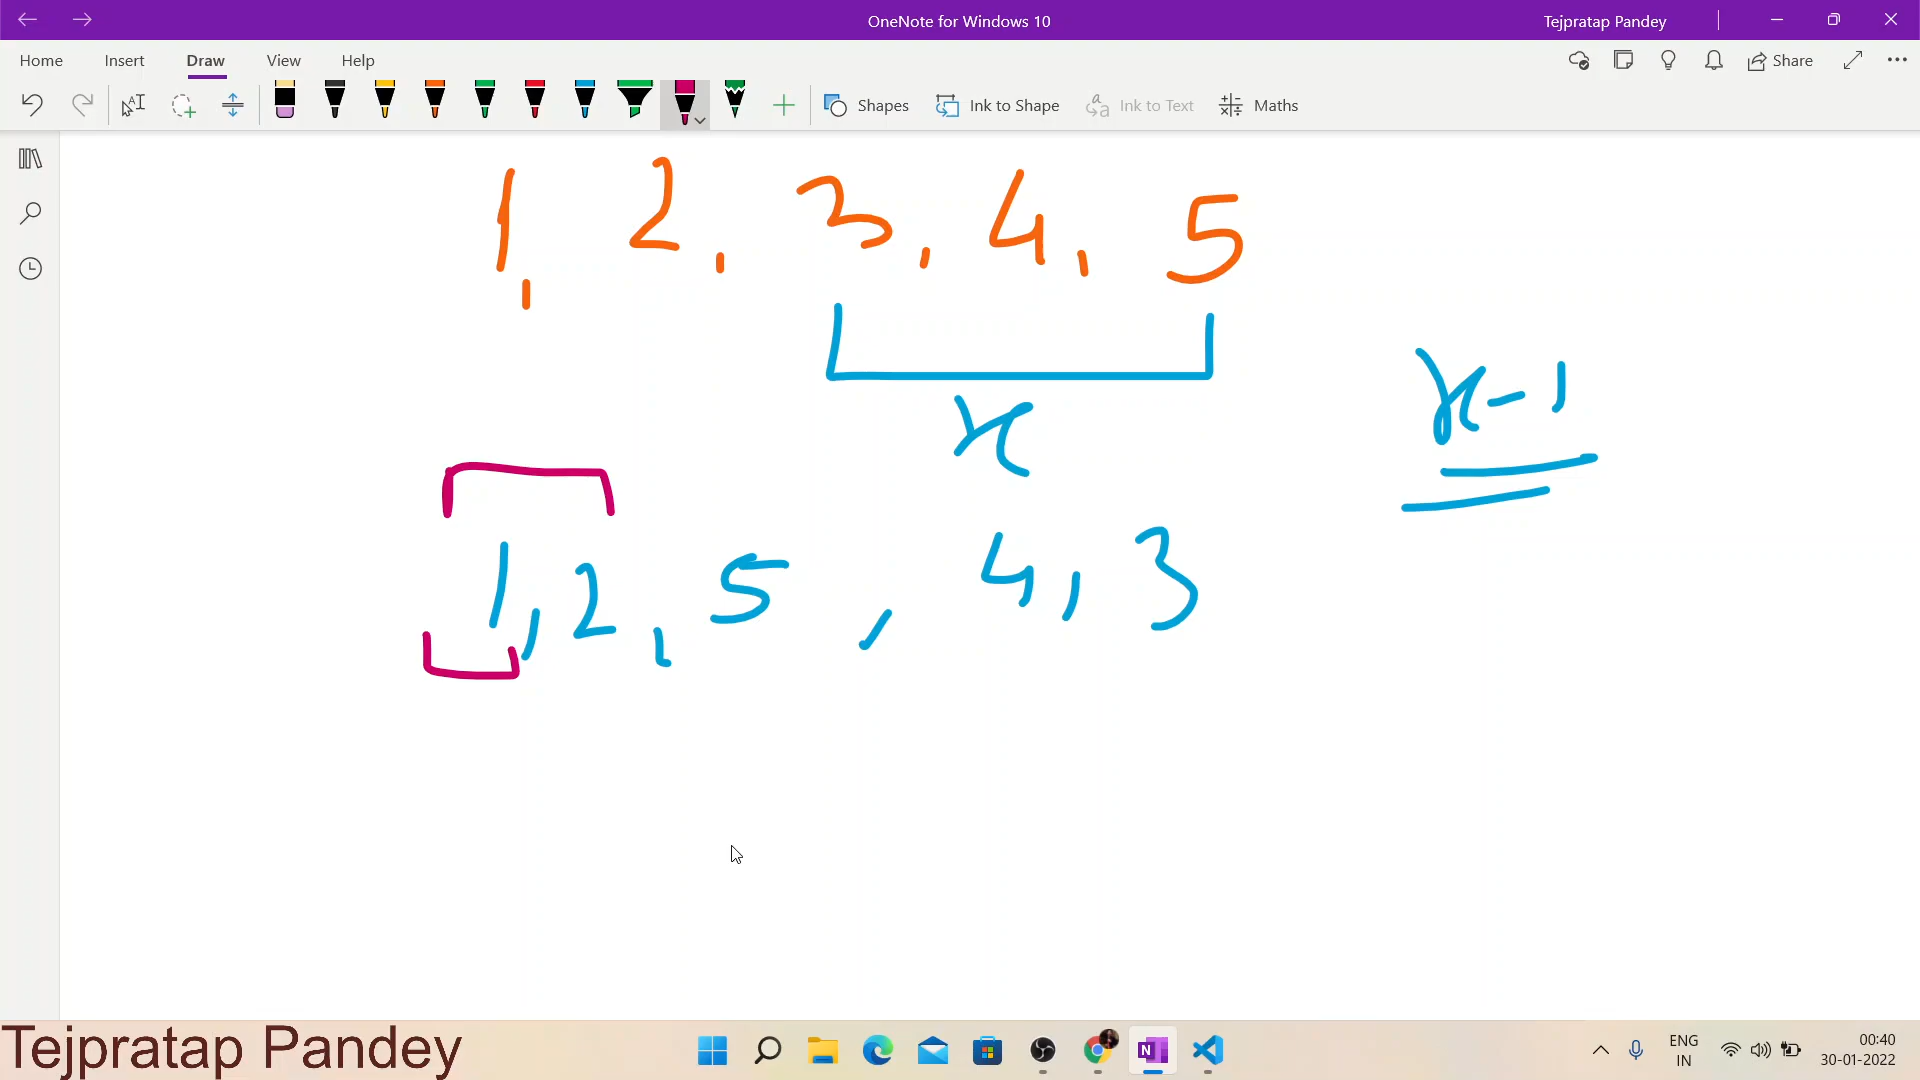 OneNote for Windows 10
Tejpratap Pandey
Home Insert Draw View Help
Share
Shapes Ink to Shape Ink to Text Maths
1, 2, 3, 4, 5
x
x-1
1, 2, 5, 4, 3
Tejpratap Pandey
ENG
IN
00:40
30-01-2022